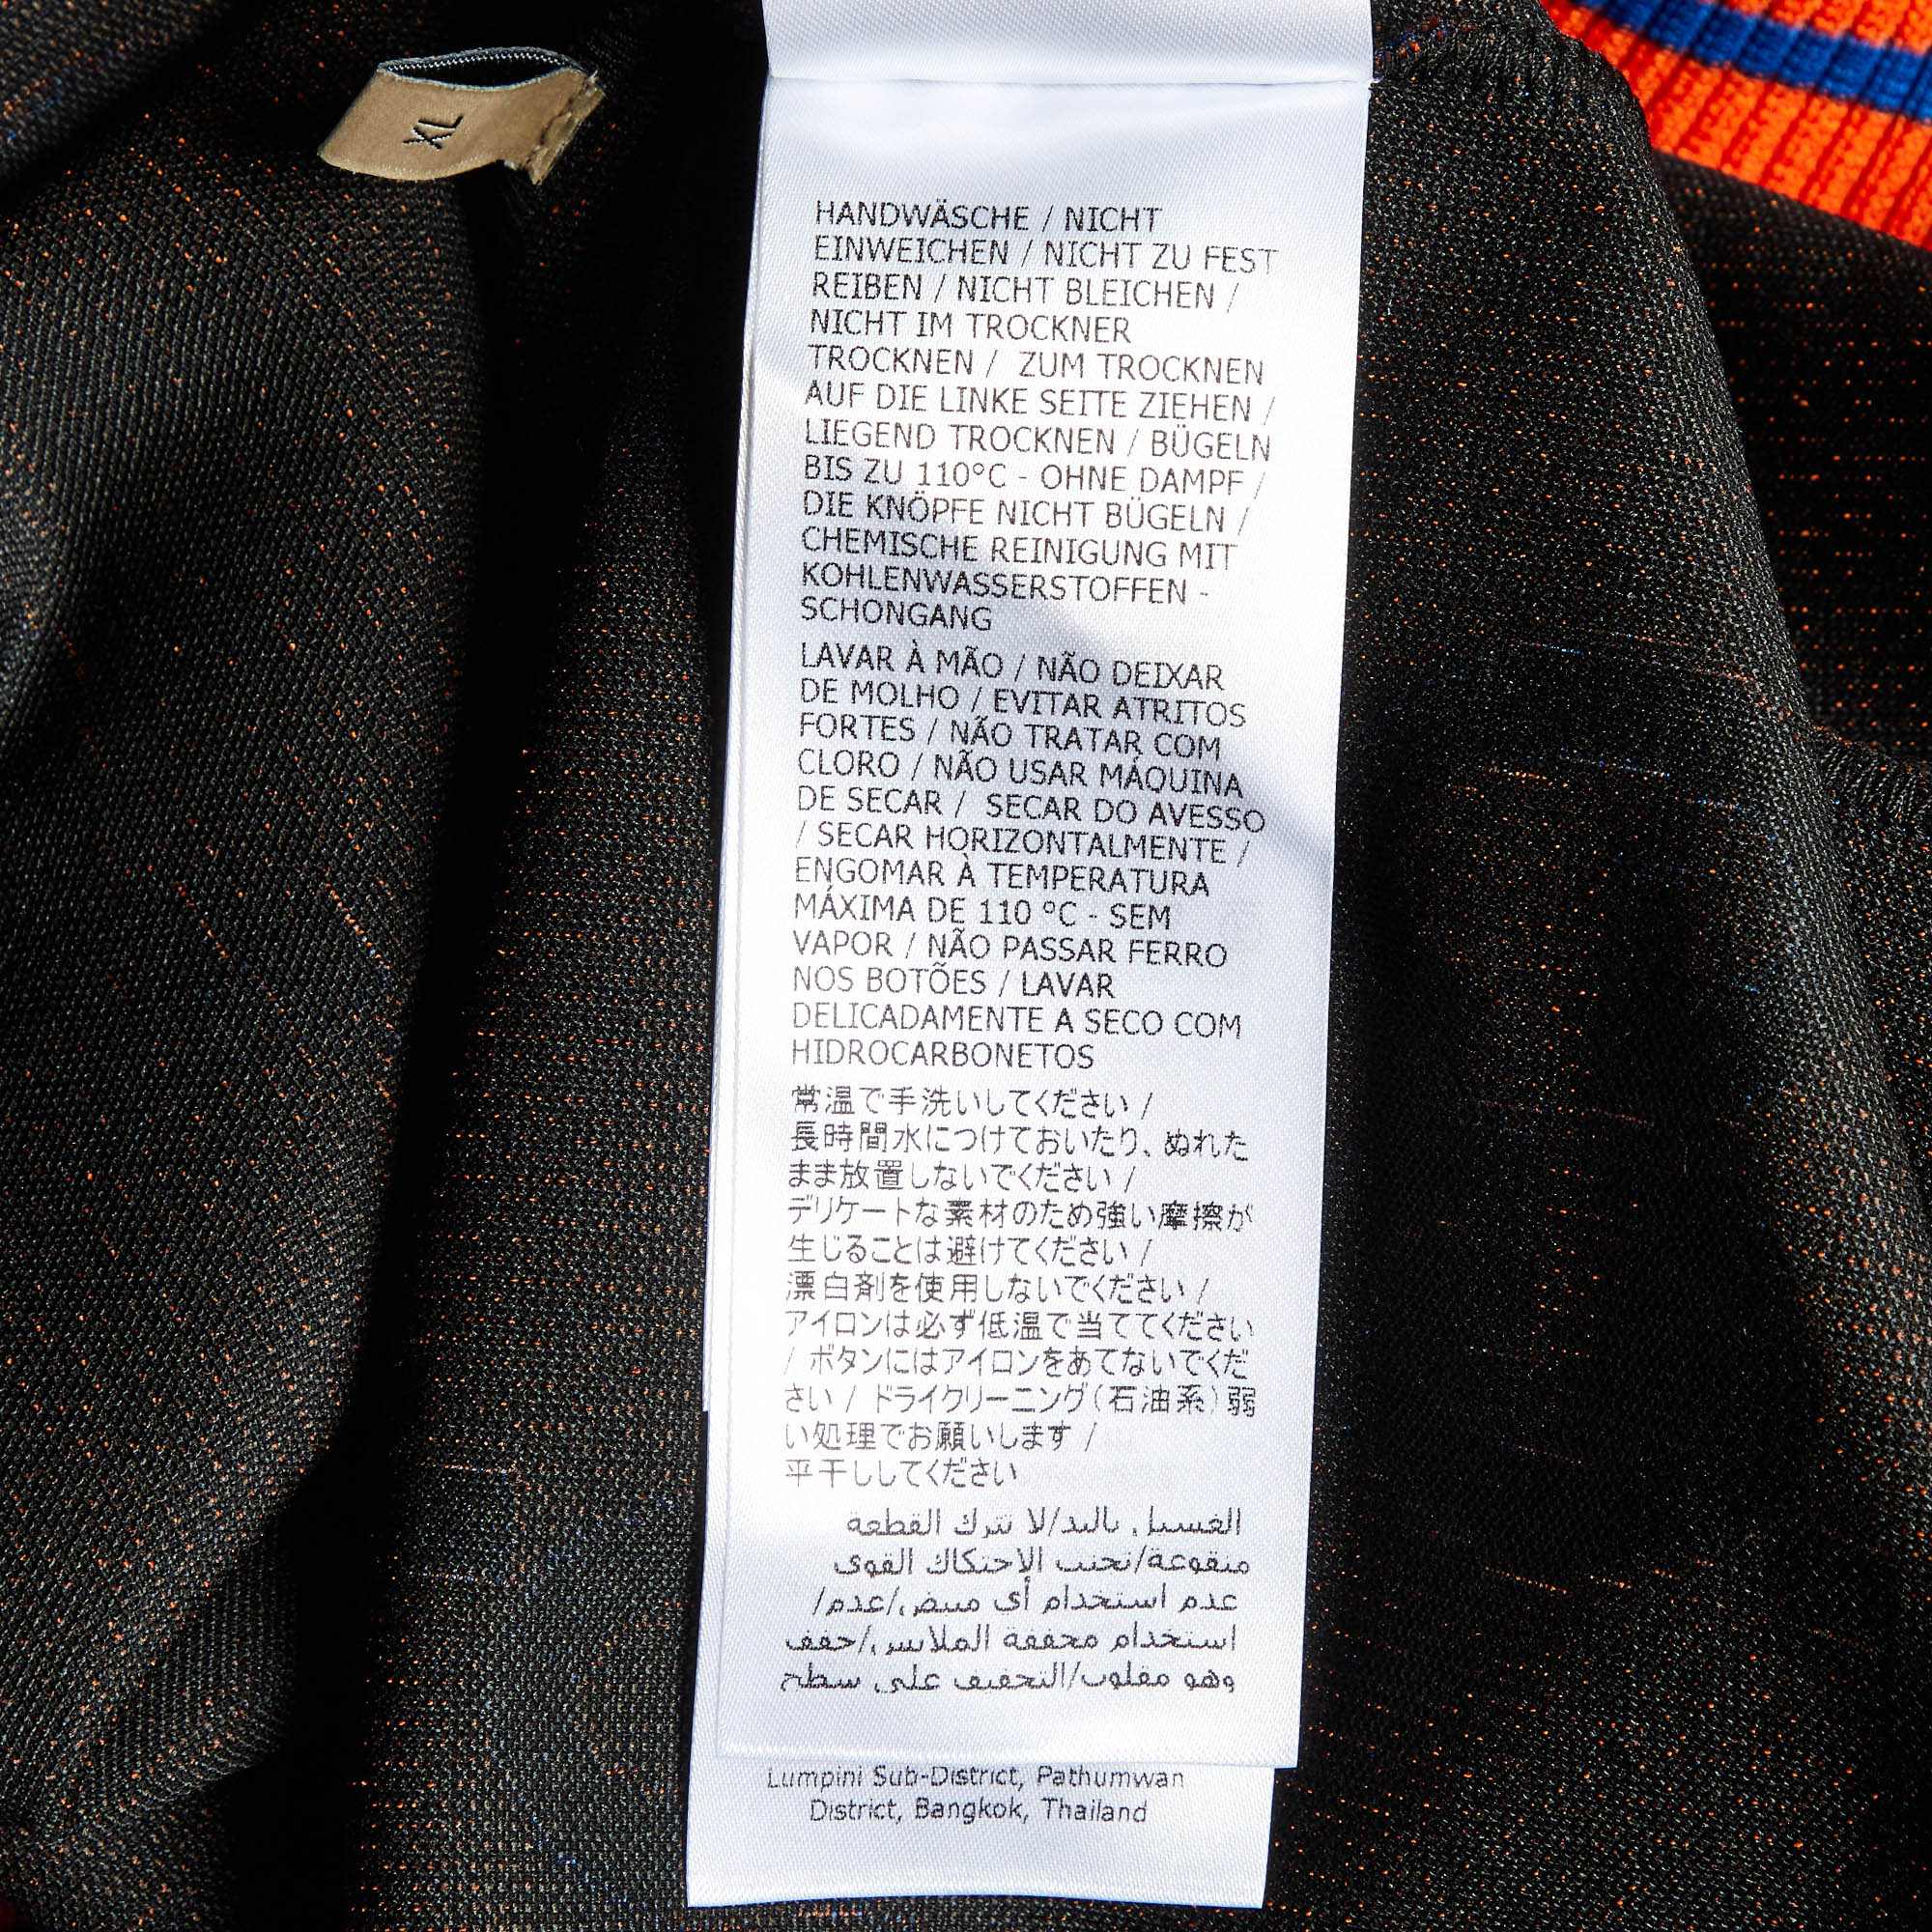 XL
HANDWÄSCHE / NICHT
EINWEICHEN / NICHT ZU FEST
REIBEN / NICHT BLEICHEN /
NICHT IM TROCKNER
TROCKNEN / ZUM TROCKNEN
AUF DIE LINKE SEITE ZIEHEN /
LIEGEND TROCKNEN / BÜGELN
BIS ZU 110°C - OHNE DAMPF /
DIE KNÖPFE NICHT BÜGELN /
CHEMISCHE REINIGUNG MIT
KOHLENWASSERSTOFFEN -
SCHONGANG
LAVAR À MÃO / NÃO DEIXAR
DE MOLHO / EVITAR ATRITOS
FORTES / NÃO TRATAR COM
CLORO / NÃO USAR MÁQUINA
DE SECAR / SECAR DO AVESSO
/ SECAR HORIZONTALMENTE /
ENGOMAR À TEMPERATURA
MÁXIMA DE 110 °C - SEM
VAPOR / NÃO PASSAR FERRO
NOS BOTÕES / LAVAR
DELICADAMENTE A SECO COM
HIDROCARBONETOS
常温で手洗いしてください /
長時間水につけておいたり、ぬれた
まま放置しないでください /
デリケートな素材のため強い摩擦が
生じることは避けてください /
漂白剤を使用しないでください /
アイロンは必ず低温で当ててください
/ ボタンにはアイロンをあてないでくだ
さい / ドライクリーニング(石油系)弱
い処理でお願いします /
平干ししてください
الغسيل باليد/لا تترك القطعة
منقوعة/تجنب الاحتكاك القوي
عدم استخدام أي مبيض/عدم/
استخدام مجففة الملابس/جفف
وهو مقلوب/التجفيف على سطح
Lumpini Sub-District, Pathumwan
District, Bangkok, Thailand